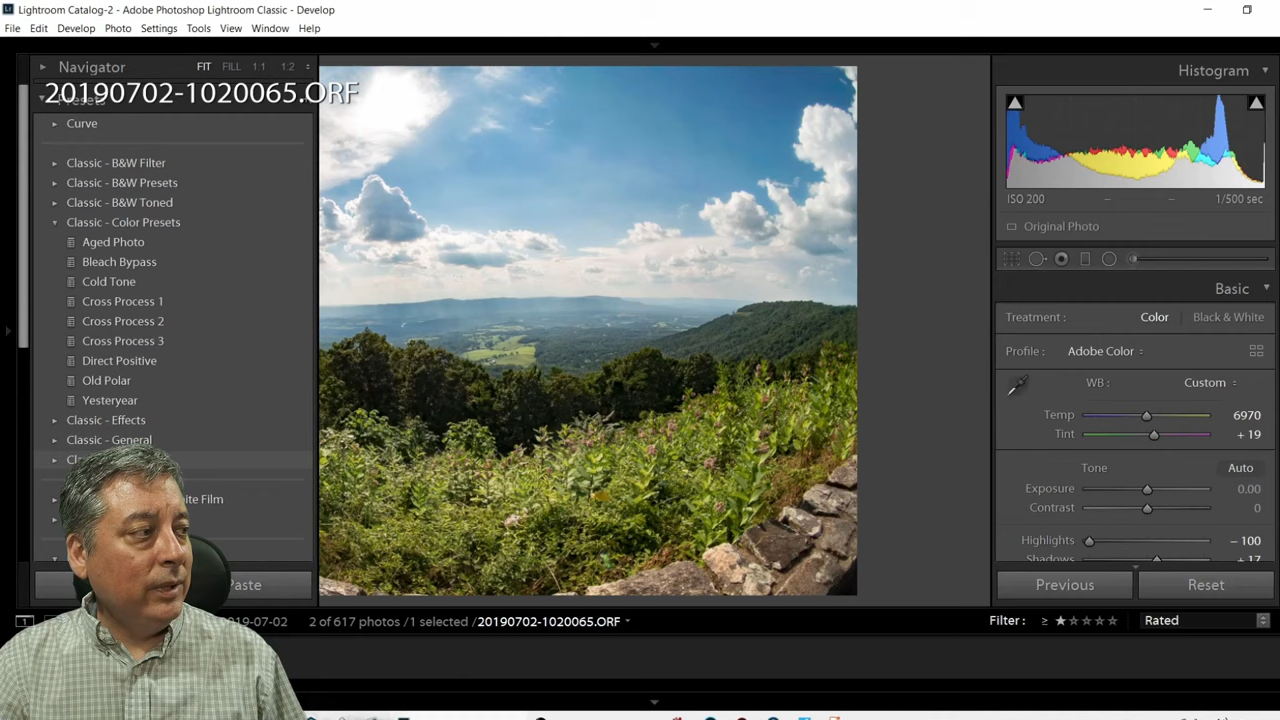 Lightroom Catalog-2 - Adobe Photoshop Lightroom Classic - Develop
File Edit Develop Photo Settings Tools View Window Help
Navigator FIT FILL 1:1 1:2
20190702-1020065.ORF
Presets
Curve
Classic - B&W Filter
Classic - B&W Presets
Classic - B&W Toned
Classic - Color Presets
Aged Photo
Bleach Bypass
Cold Tone
Cross Process 1
Cross Process 2
Cross Process 3
Direct Positive
Old Polar
Yesteryear
Classic - Effects
Classic - General
Film
Paste
Histogram
ISO 200 – – 1/500 sec
Original Photo
Basic
Treatment : Color Black & White
Profile : Adobe Color
WB : Custom
Temp 6970
Tint + 19
Tone Auto
Exposure 0.00
Contrast 0
Highlights – 100
Shadows + 17
Previous Reset
1 2 of 617 photos /1 selected /20190702-1020065.ORF
Filter : ≥ ★★★★★ Rated